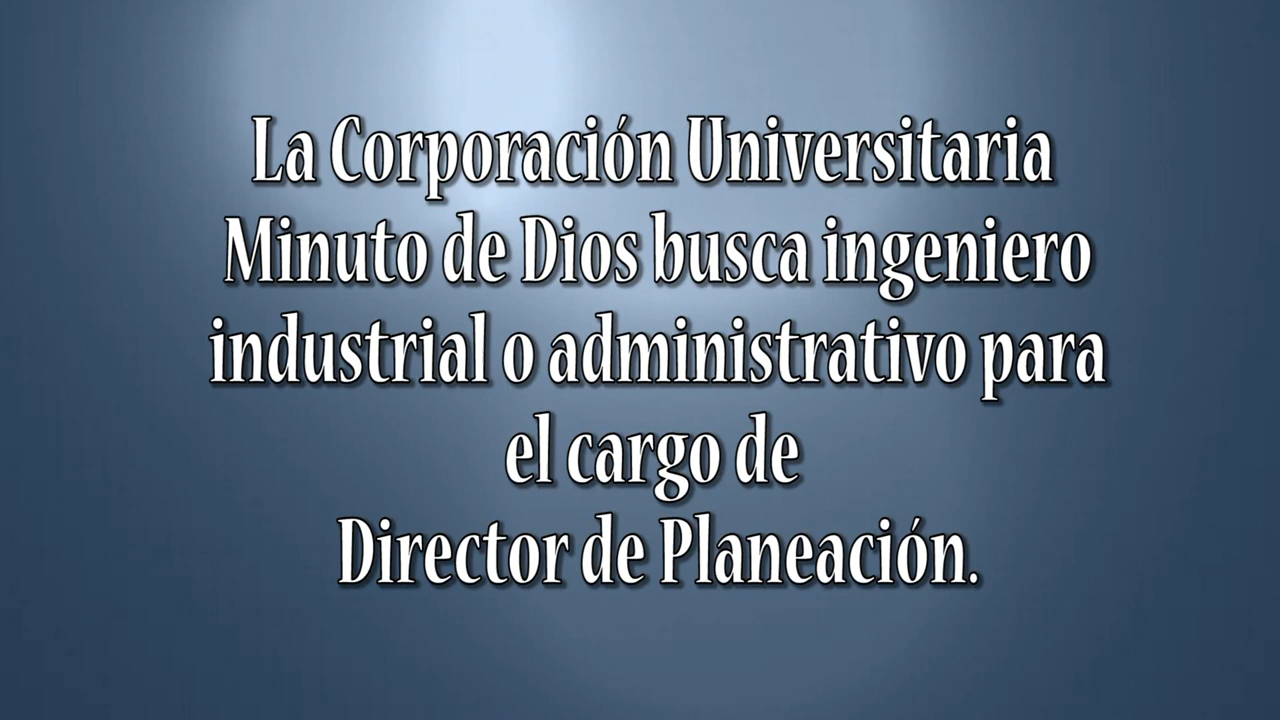 La Corporación Universitaria
Minuto de Dios busca ingeniero
industrial o administrativo para
el cargo de
Director de Planeación.